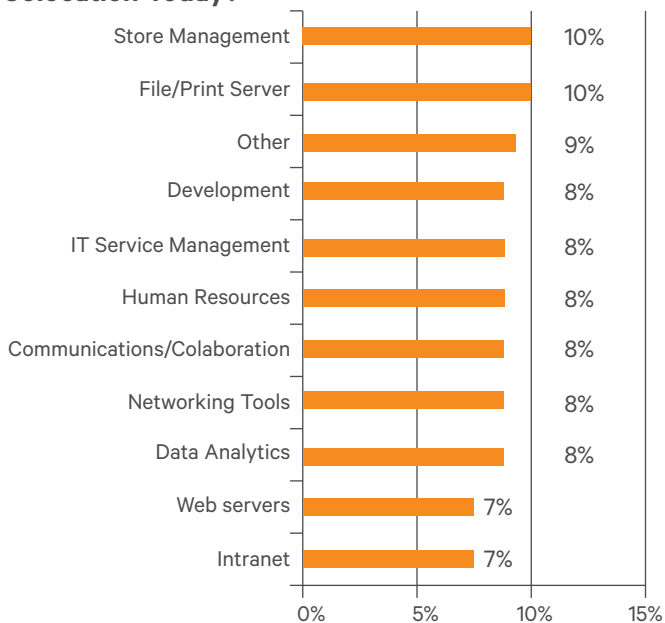 Store Management 10%
File/Print Server 10%
Other 9%
Development 8%
IT Service Management 8%
Human Resources 8%
Communications/Colaboration 8%
Networking Tools 8%
Data Analytics 8%
Web servers 7%
Intranet 7%
0% 5% 10% 15%